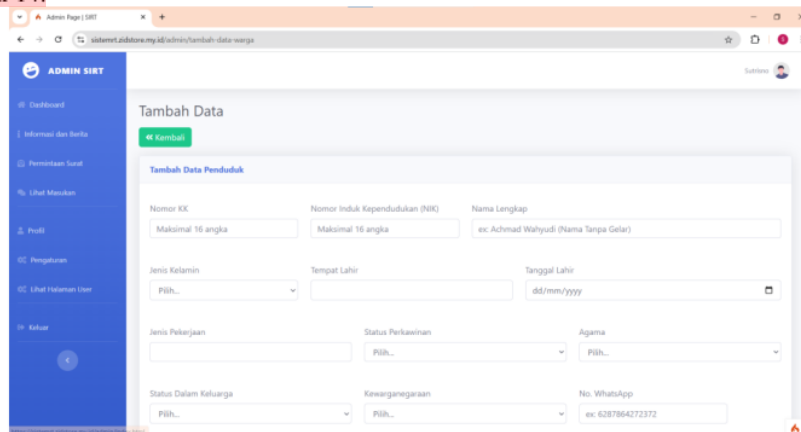 Admin Page | SIRT
sistemrt.zidstore.my.id/admin/tambah-data-warga
ADMIN SIRT
Sutrisno
Dashboard
Informasi dan Berita
Permintaan Surat
Lihat Masukan
Profil
Pengaturan
Lihat Halaman User
Keluar
Tambah Data
Kembali
Tambah Data Penduduk
Nomor KK
Nomor Induk Kependudukan (NIK)
Nama Lengkap
Maksimal 16 angka
Maksimal 16 angka
ex: Achmad Wahyudi (Nama Tanpa Gelar)
Jenis Kelamin
Tempat Lahir
Tanggal Lahir
Pilih...
dd/mm/yyyy
Jenis Pekerjaan
Status Perkawinan
Agama
Pilih...
Pilih...
Status Dalam Keluarga
Kewarganegaraan
No. WhatsApp
Pilih...
Pilih...
ex: 6287864272372